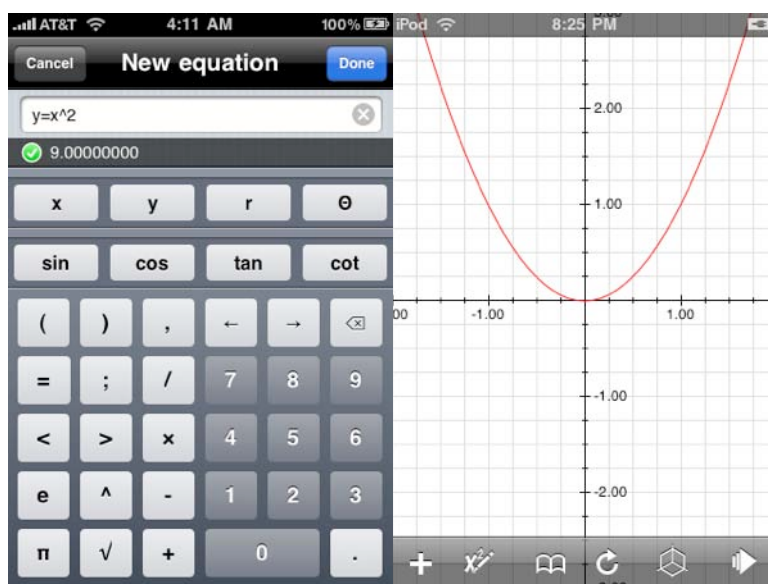 AT&T 4:11 AM 100%
Cancel New equation Done
y=x^2
9.00000000
x y r Θ
sin cos tan cot
( ) , ← →
= ; / 7 8 9
< > × 4 5 6
e ^ - 1 2 3
π √ + 0 .
iPod 8:25 PM
2.00
1.00
00 -1.00 1.00
-1.00
-2.00
X²